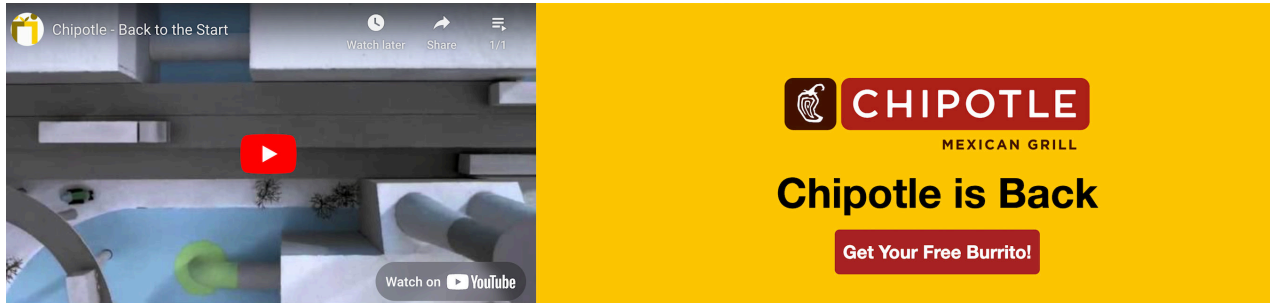 Chipotle - Back to the Start
Watch later
Share
1/1
Watch on YouTube
CHIPOTLE
MEXICAN GRILL
Chipotle is Back
Get Your Free Burrito!